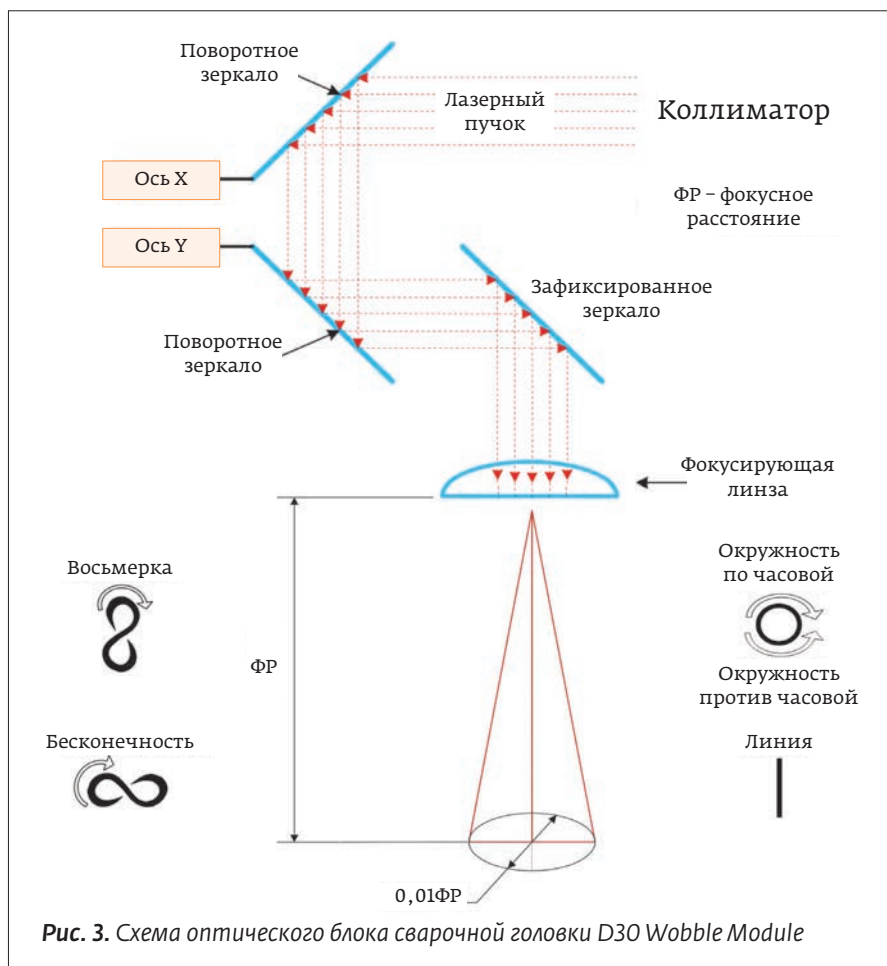 Поворотное
зеркало
Лазерный
пучок
Коллиматор
Ось X
ФР – фокусное
расстояние
Ось Y
Зафиксированное
зеркало
Поворотное
зеркало
Фокусирующая
линза
Восьмерка
Окружность
по часовой
ФР
Окружность
против часовой
Бесконечность
Линия
0,01ФР
Рис. 3. Схема оптического блока сварочной головки D30 Wobble Module